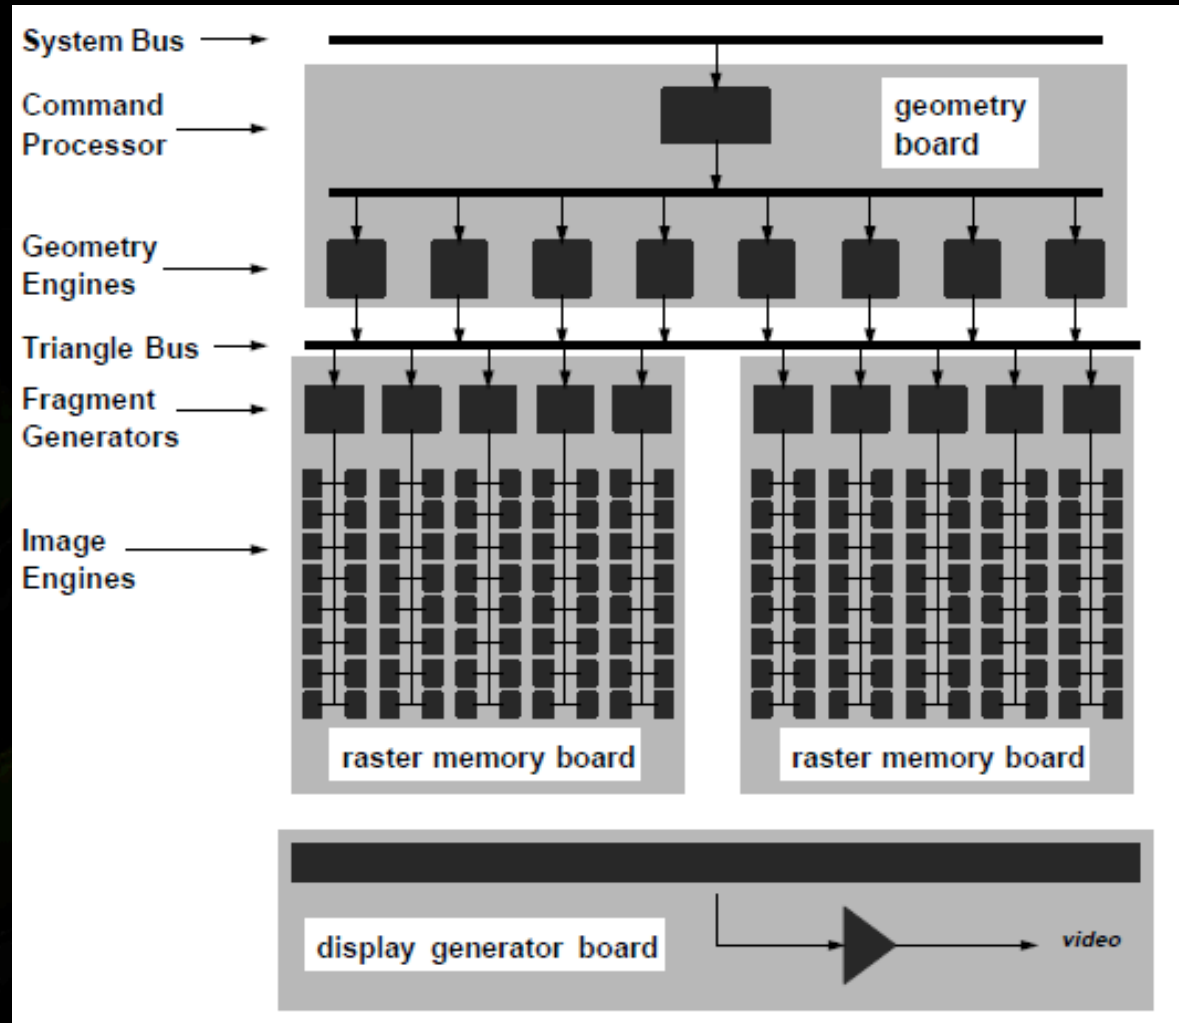 System Bus
Command
Processor
geometry
board
Geometry
Engines
Triangle Bus
Fragment
Generators
Image
Engines
raster memory board
raster memory board
display generator board
video